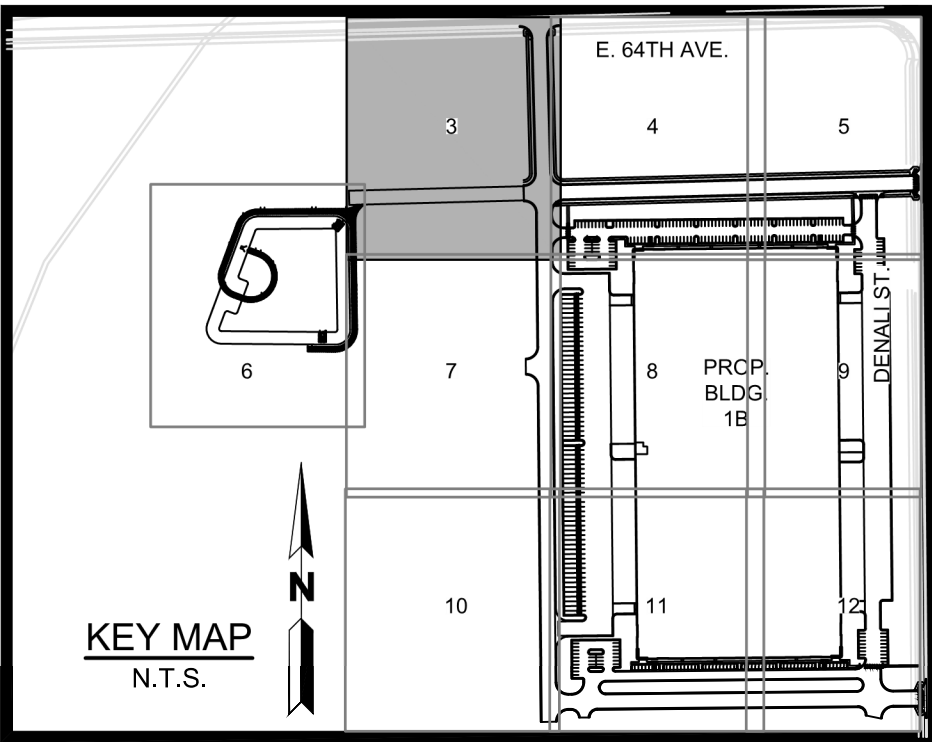 E. 64TH AVE.
3
4
5
6
7
8
PROP.
BLDG.
1B
9
DENALI ST.
10
11
12
N
KEY MAP
N.T.S.